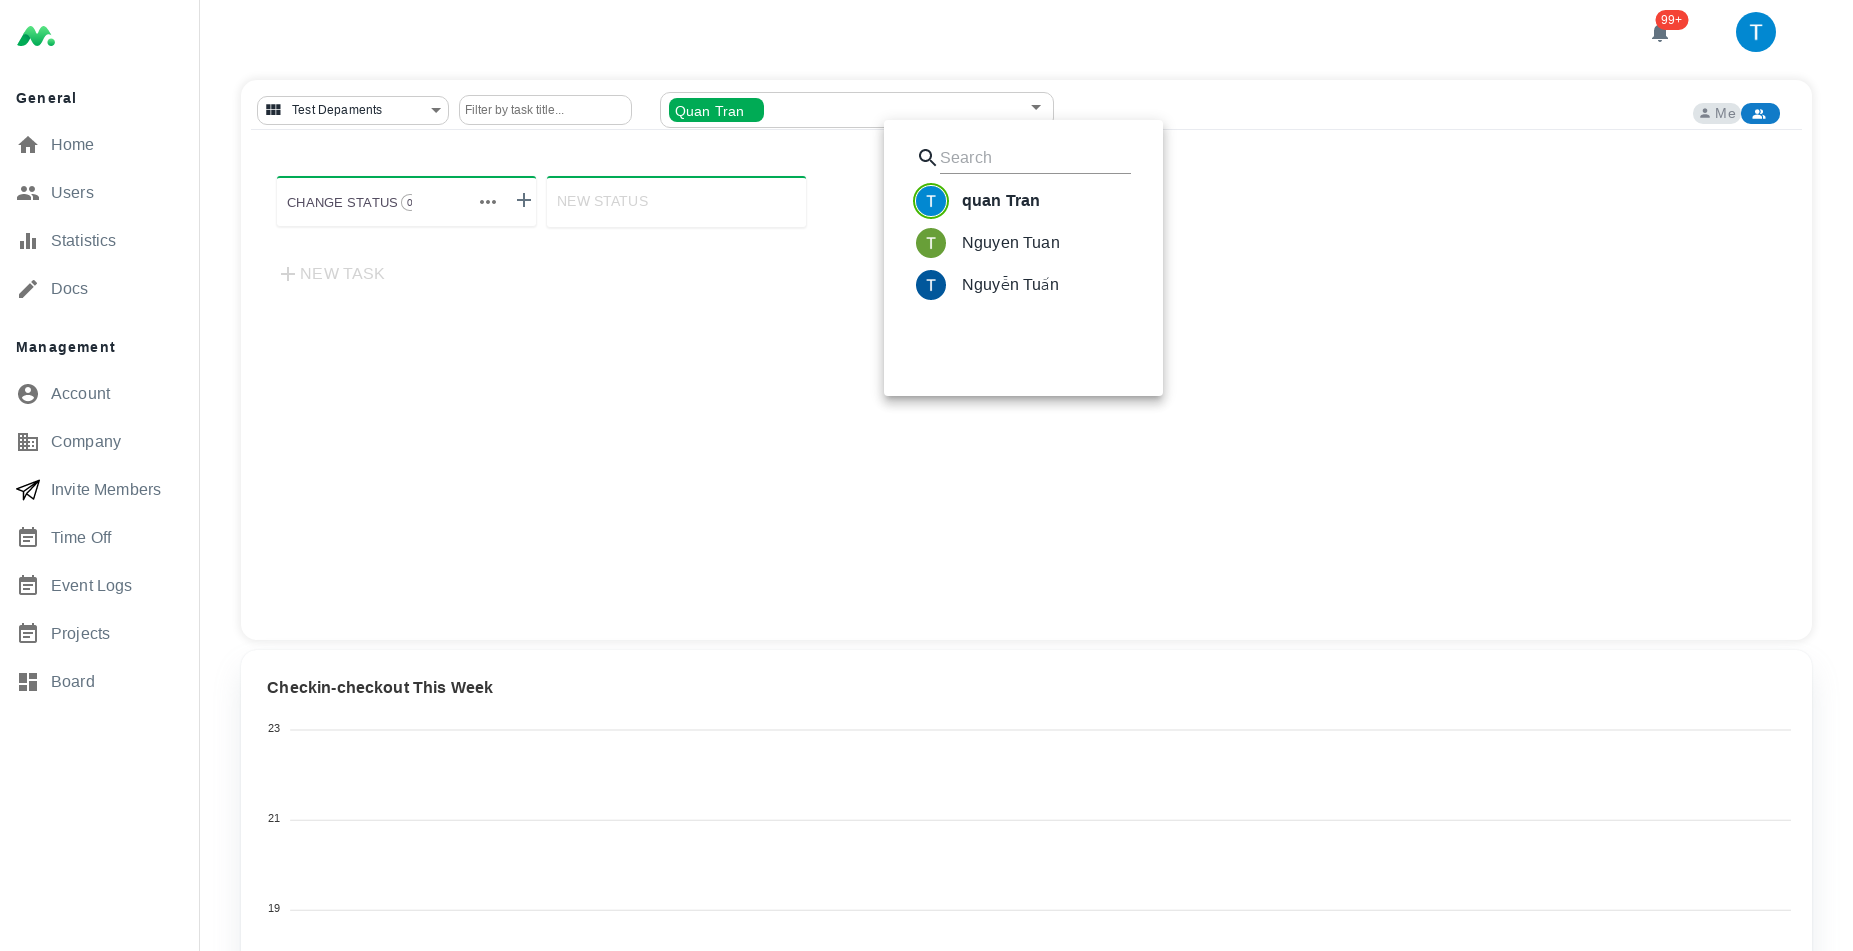 99+
T
General
Home
Users
Statistics
Docs
Management
Account
Company
Invite Members
Time Off
Event Logs
Projects
Board
Test Depaments
Filter by task title...
Quan Tran
Me
CHANGE STATUS 0
NEW STATUS
NEW TASK
Search
T quan Tran
T Nguyen Tuan
T Nguyễn Tuấn
Checkin-checkout This Week
23
21
19